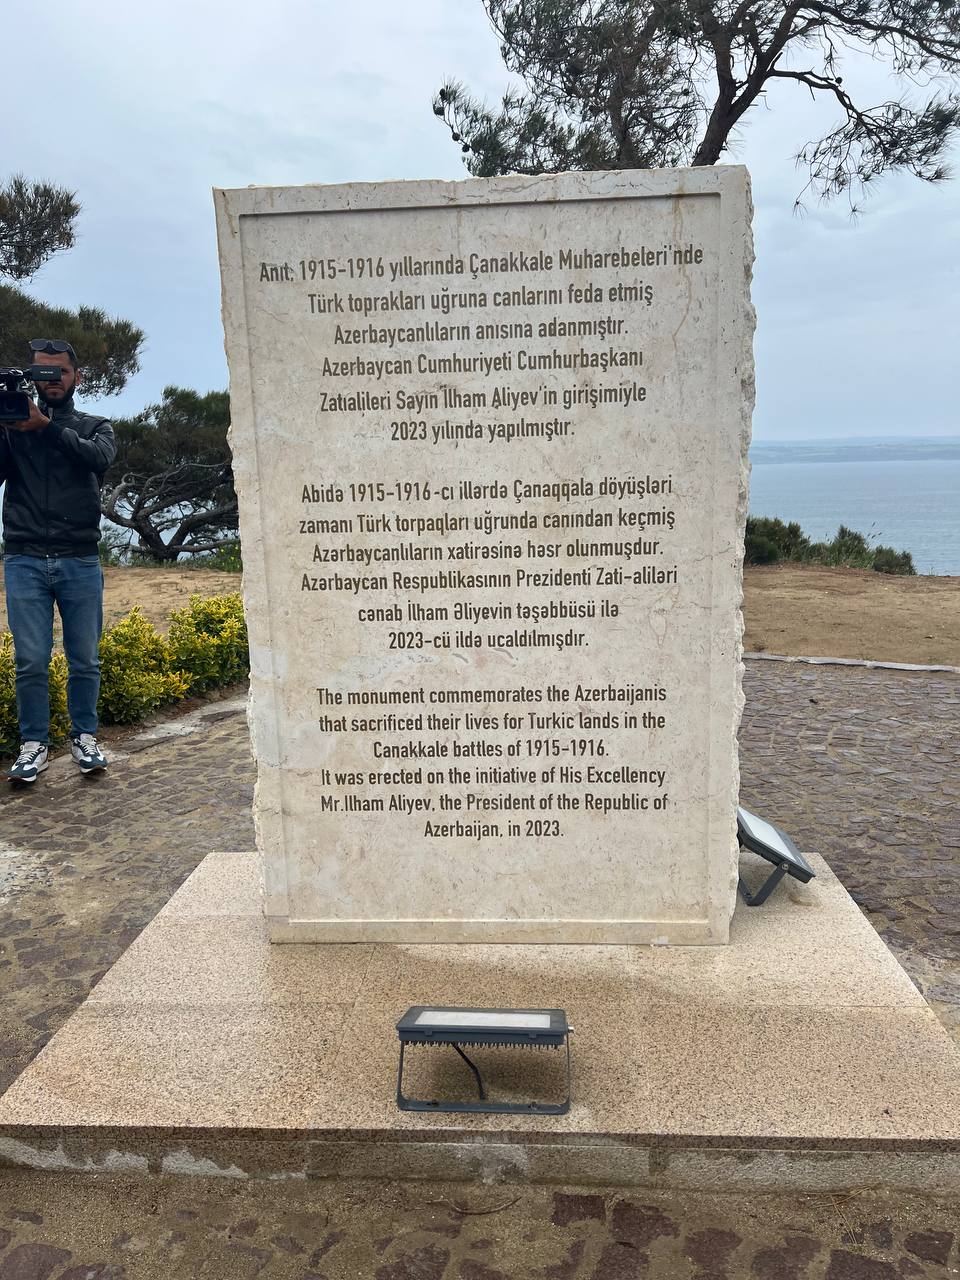 Anıt, 1915-1916 yıllarında Çanakkale Muharebeleri'nde
Türk toprakları uğruna canlarını feda etmiş
Azerbaycanlıların anısına adanmıştır.
Azerbaycan Cumhuriyeti Cumhurbaşkanı
Zatıalileri Sayın İlham Aliyev'in girişimiyle
2023 yılında yapılmıştır.
Abidə 1915-1916-cı illərdə Çanaqqala döyüşləri
zamanı Türk torpaqları uğrunda canından keçmiş
Azərbaycanlıların xatirəsinə həsr olunmuşdur.
Azərbaycan Respublikasının Prezidenti Zati-aliləri
cənab İlham Əliyevin təşəbbüsü ilə
2023-cü ildə ucaldılmışdır.
The monument commemorates the Azerbaijanis
that sacrificed their lives for Turkic lands in the
Çanakkale battles of 1915-1916.
It was erected on the initiative of His Excellency
Mr.Ilham Aliyev, the President of the Republic of
Azerbaijan, in 2023.